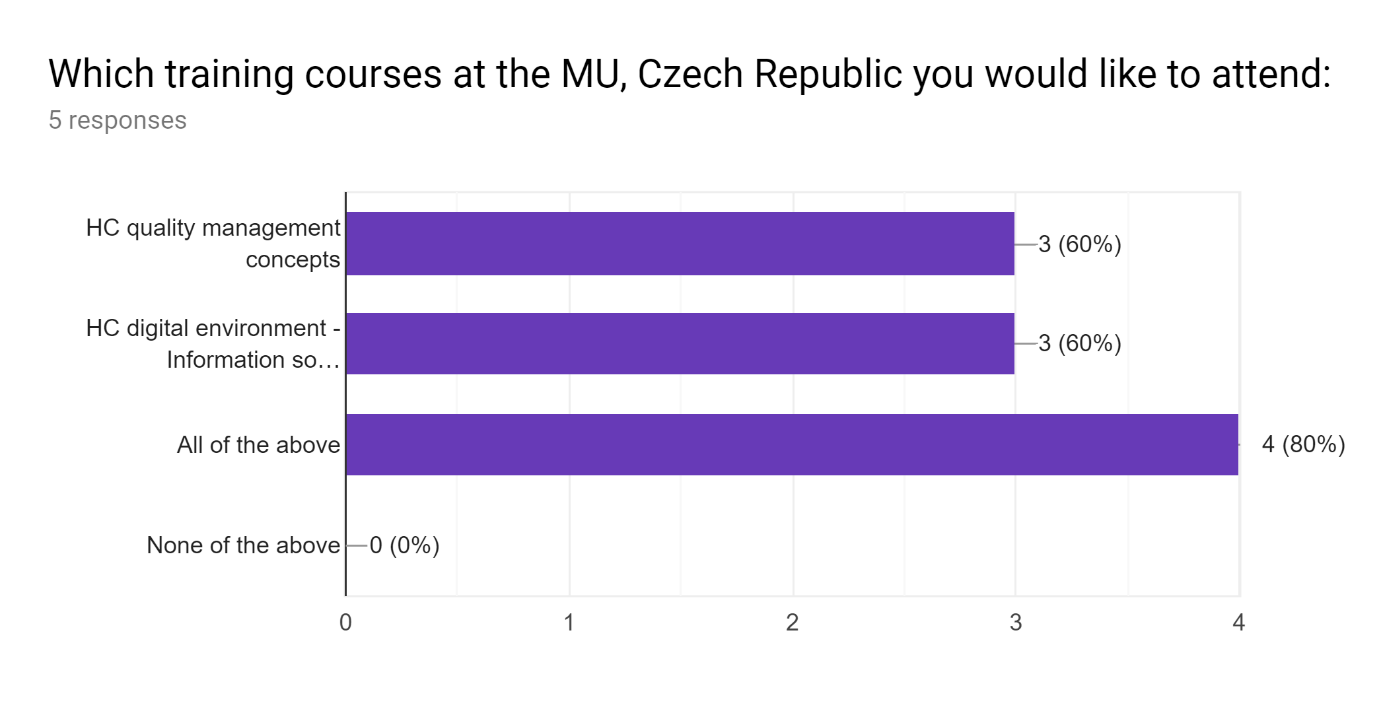 Which training courses at the MU, Czech Republic you would like to attend:
5 responses
HC quality management
concepts
3 (60%)
HC digital environment -
Information so…
3 (60%)
All of the above
4 (80%)
None of the above
0 (0%)
0 1 2 3 4